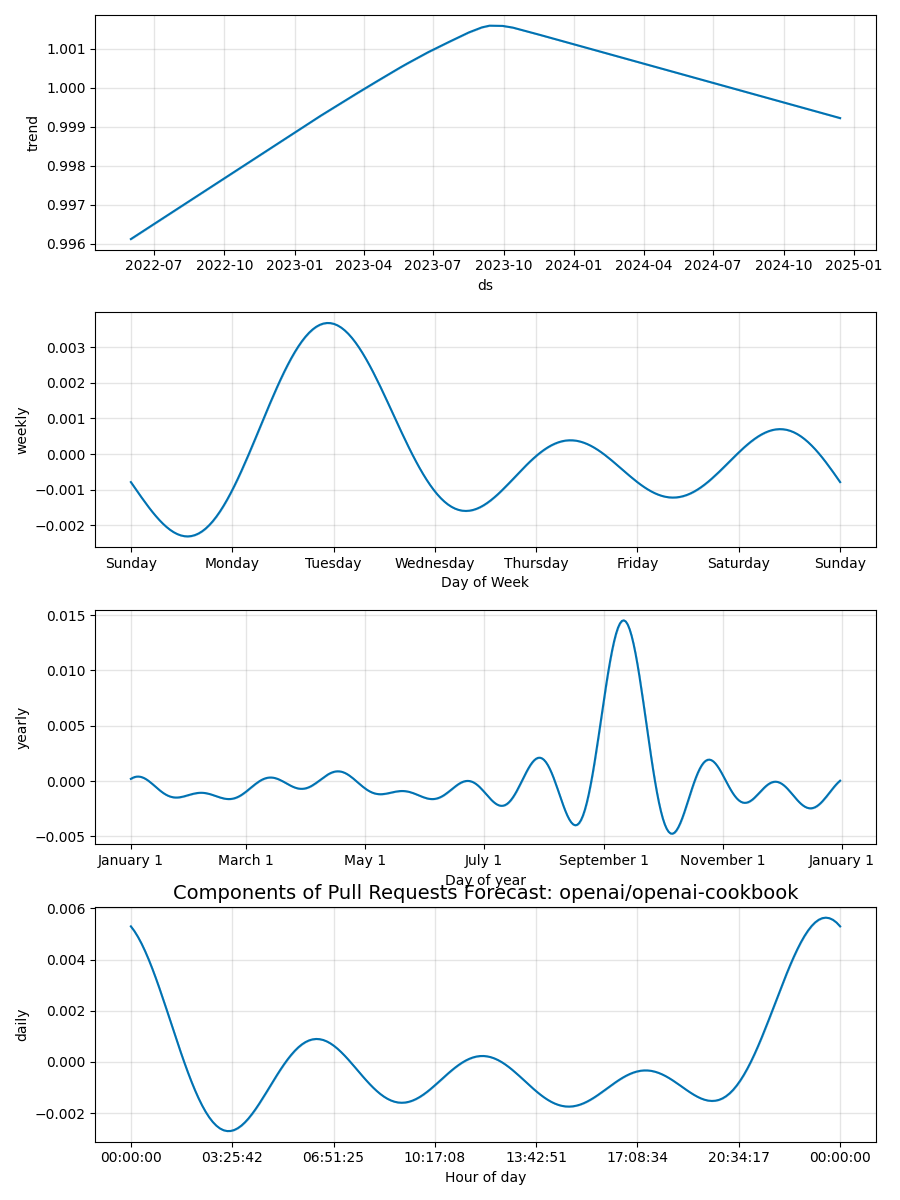 1.001
1.000
0.999
0.998
0.997
0.996
trend
2022-07 2022-10 2023-01 2023-04 2023-07 2023-10 2024-01 2024-04 2024-07 2024-10 2025-01
ds
0.003
0.002
0.001
0.000
−0.001
−0.002
weekly
Sunday Monday Tuesday Wednesday Thursday Friday Saturday Sunday
Day of Week
0.015
0.010
0.005
0.000
−0.005
yearly
January 1 March 1 May 1 July 1 September 1 November 1 January 1
Day of year
Components of Pull Requests Forecast: openai/openai-cookbook
0.006
0.004
0.002
0.000
−0.002
daily
00:00:00 03:25:42 06:51:25 10:17:08 13:42:51 17:08:34 20:34:17 00:00:00
Hour of day